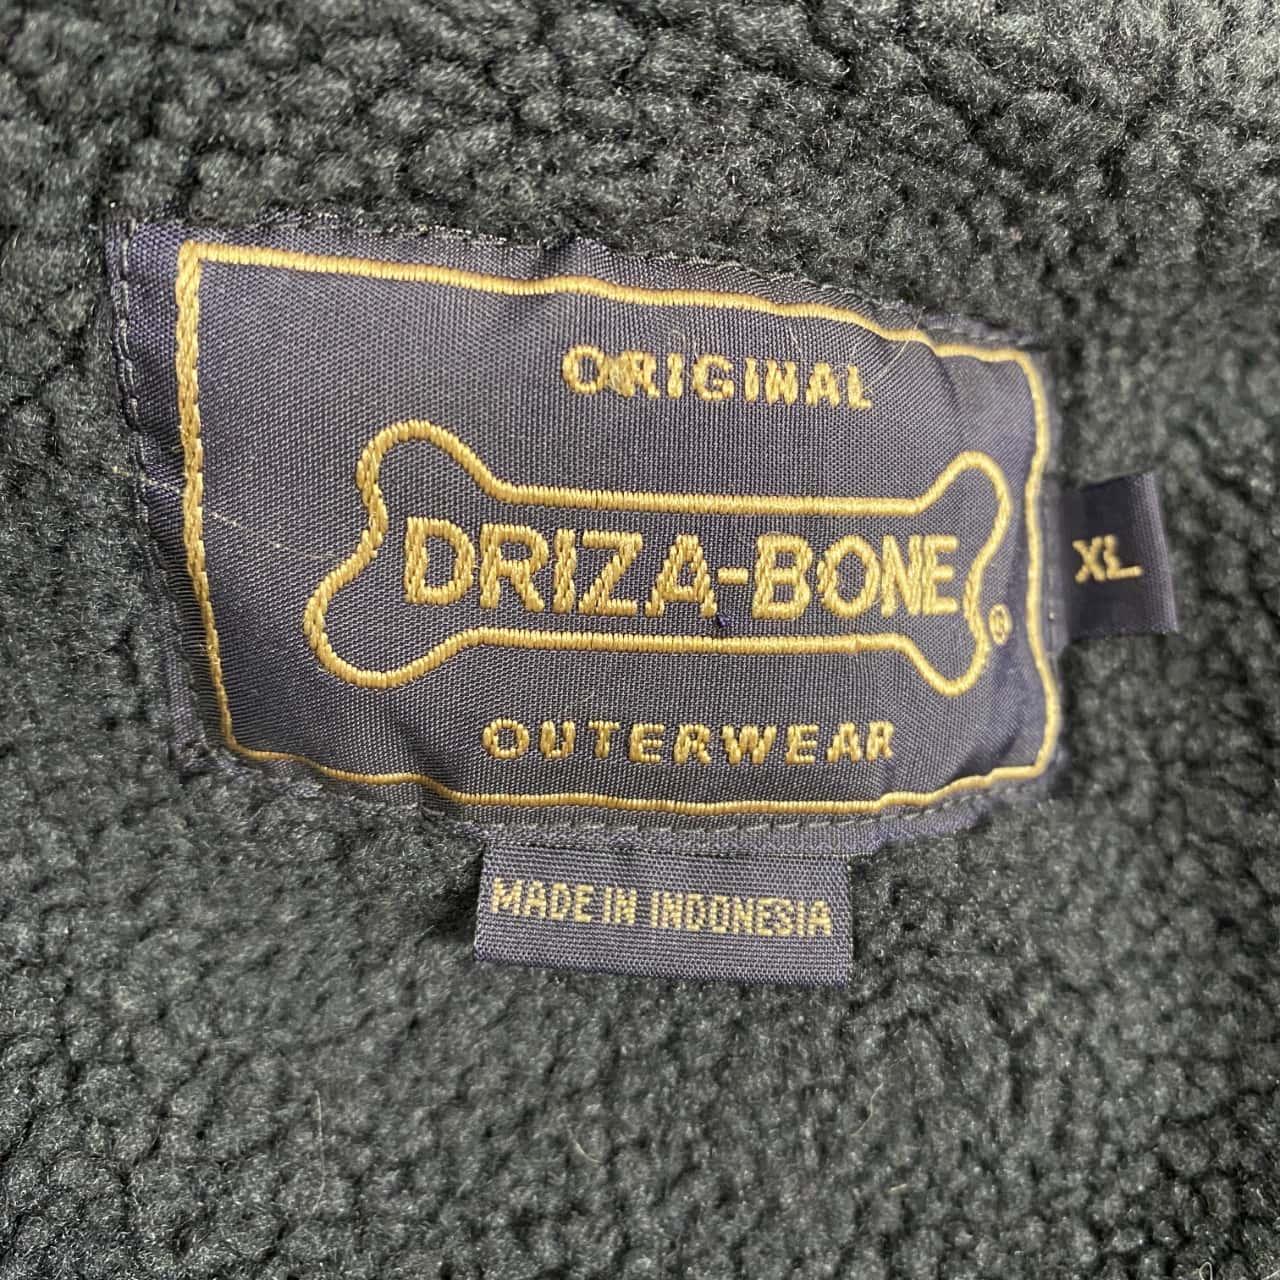 ORIGINAL
DRIZA-BONE®
XL
OUTERWEAR
MADE IN INDONESIA